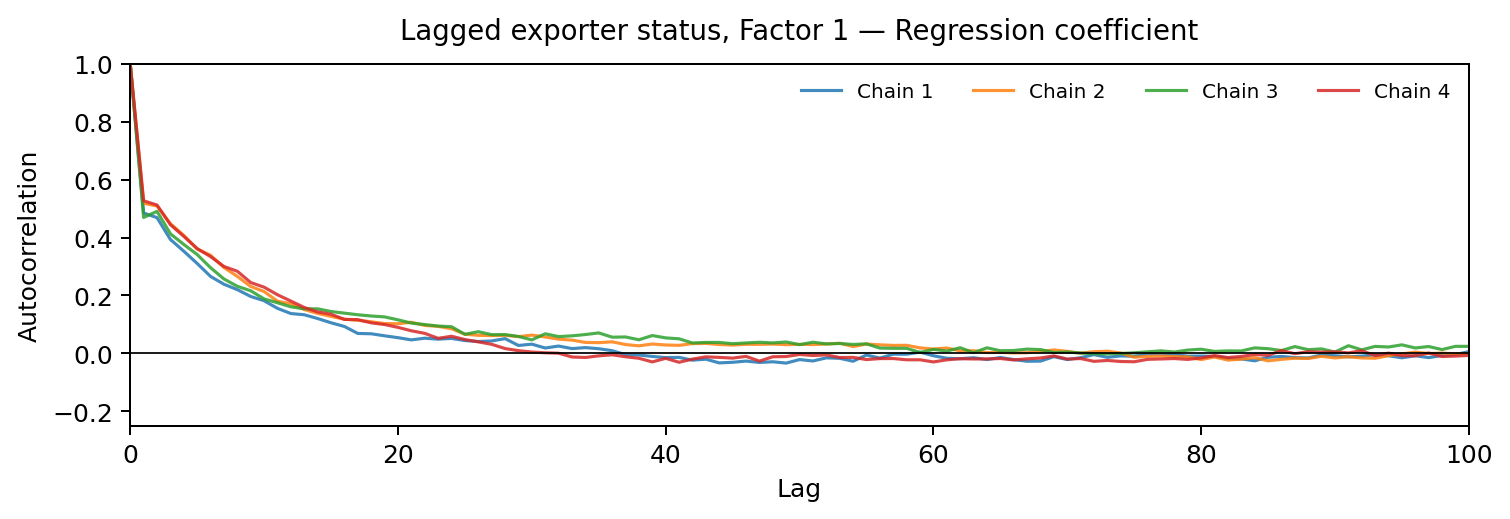 Lagged exporter status, Factor 1 — Regression coefficient
Chain 1 Chain 2 Chain 3 Chain 4
Autocorrelation
1.0
0.8
0.6
0.4
0.2
0.0
−0.2
0 20 40 60 80 100
Lag